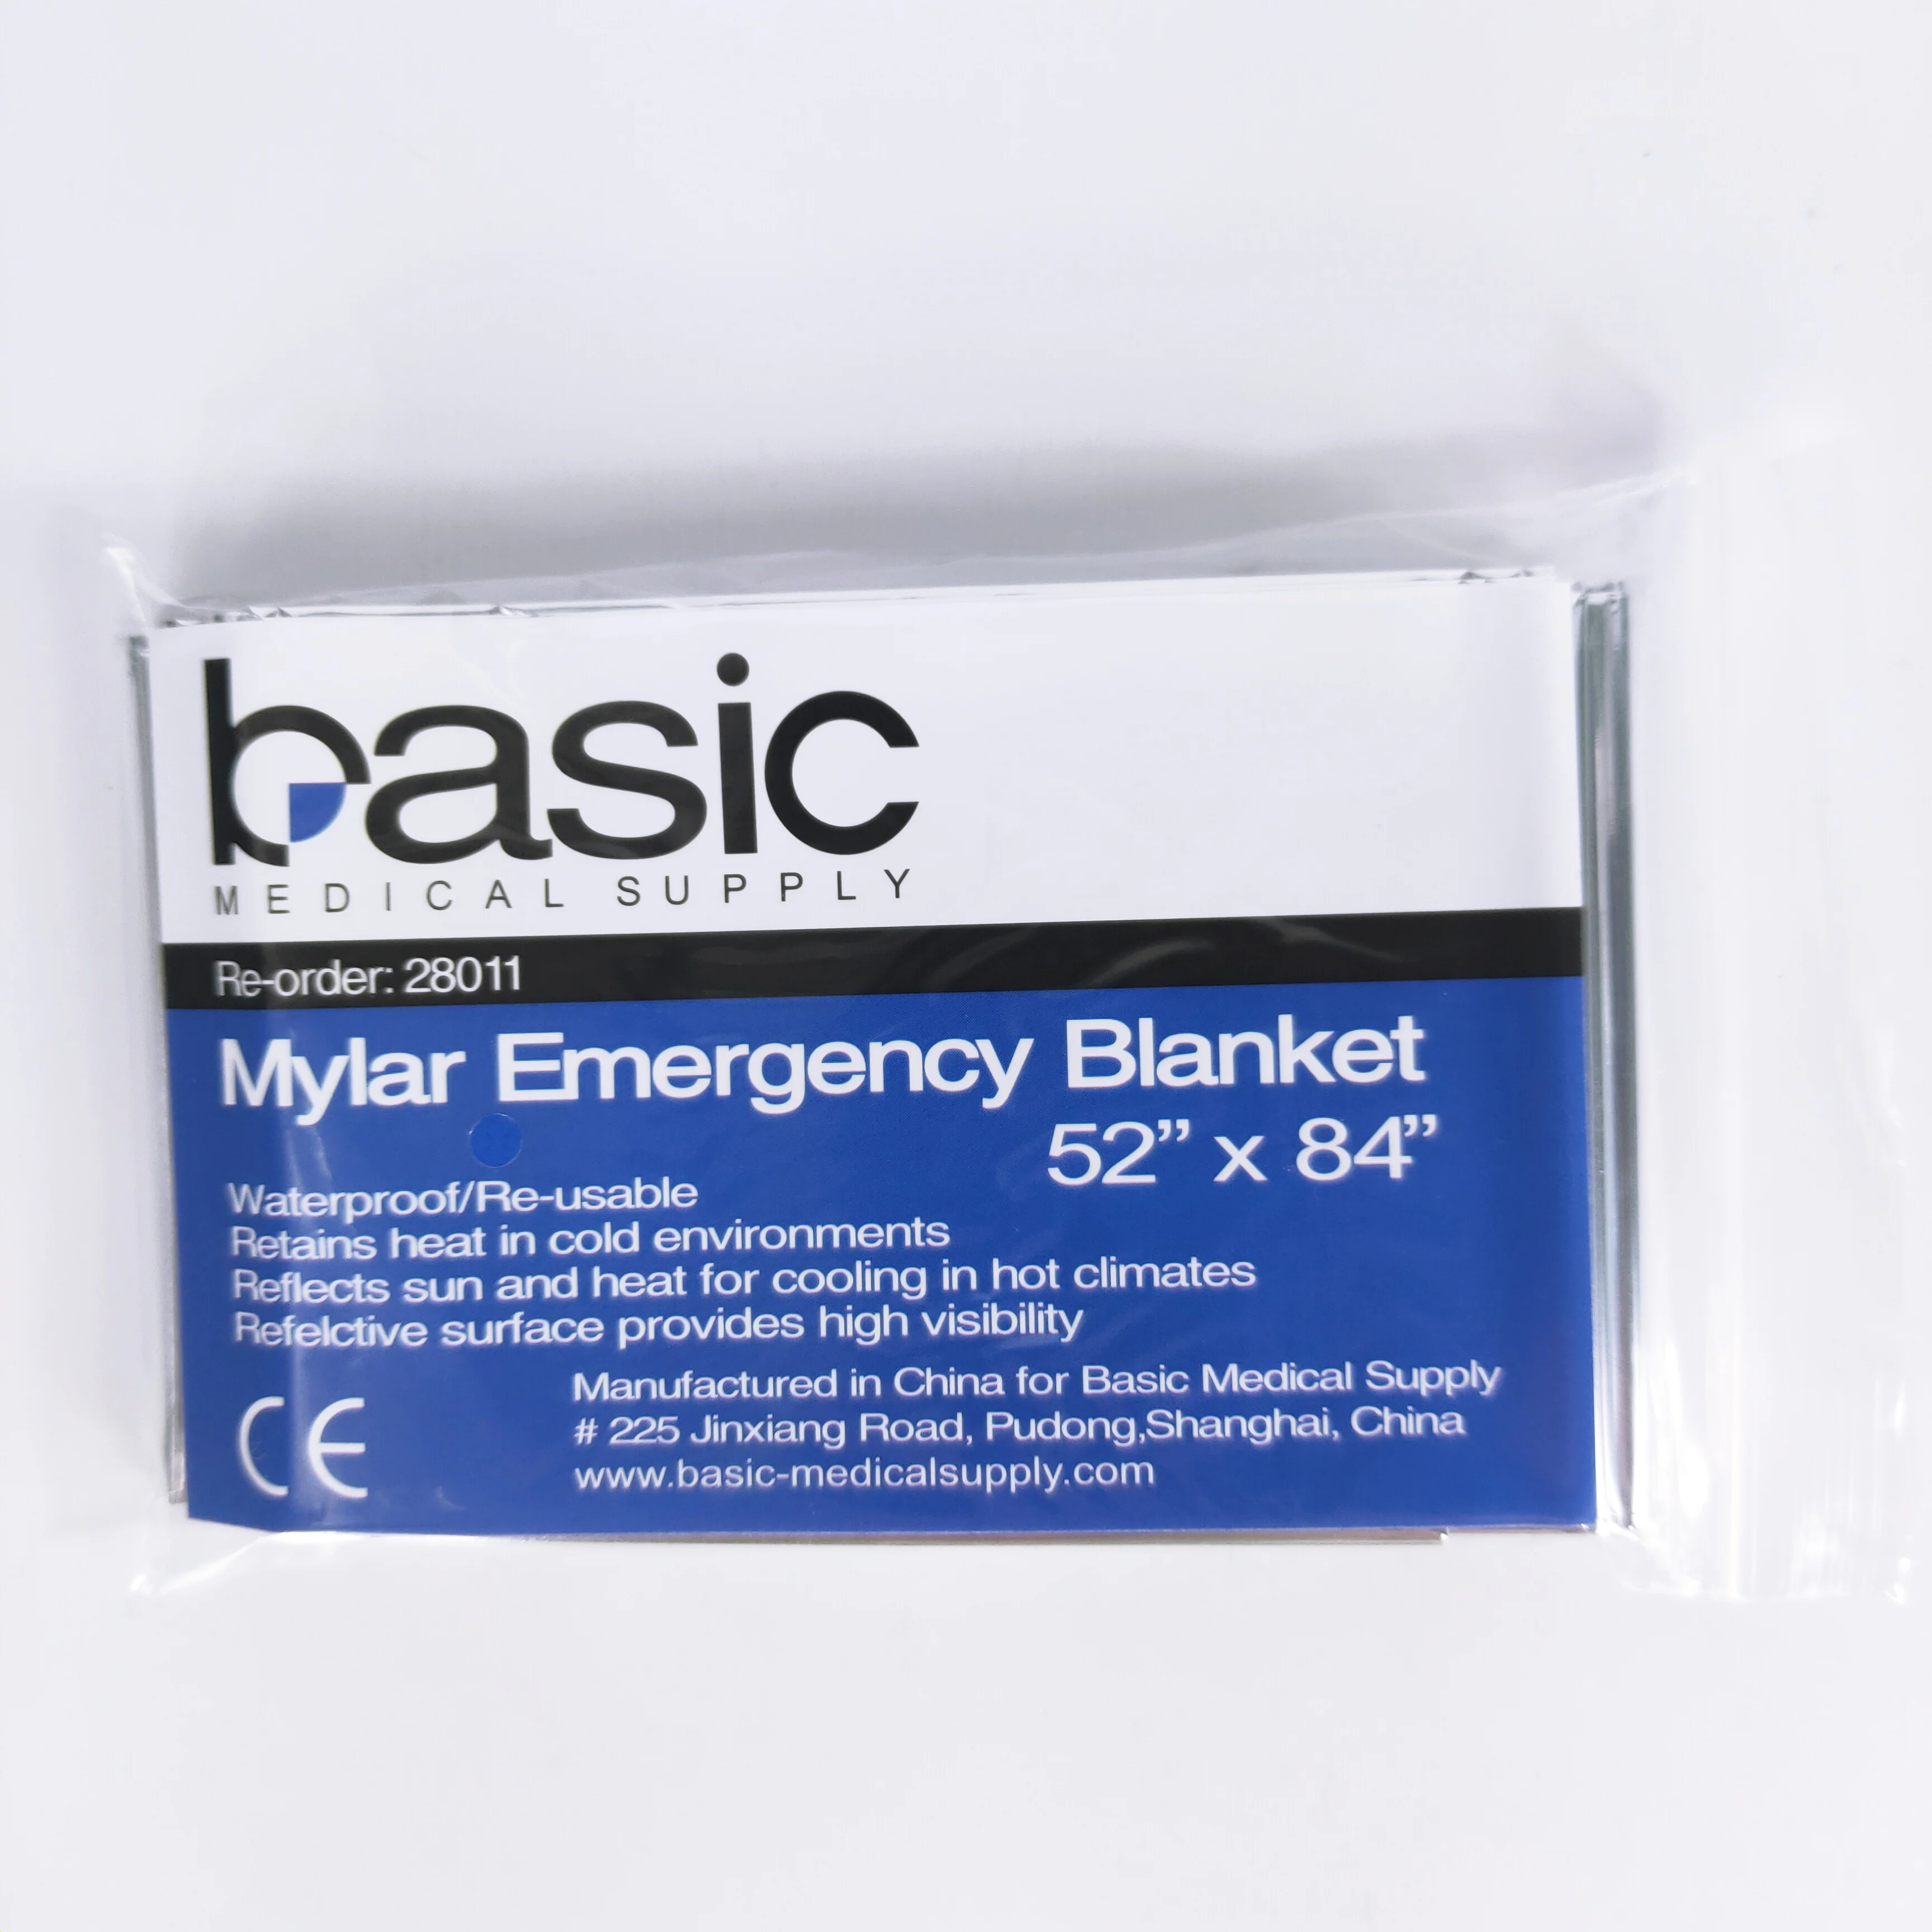 basic
MEDICAL SUPPLY
Re-order: 28011
Mylar Emergency Blanket
52” x 84”
Waterproof/Re-usable
Retains heat in cold environments
Reflects sun and heat for cooling in hot climates
Refelctive surface provides high visibility
Manufactured in China for Basic Medical Supply
# 225 Jinxiang Road, Pudong,Shanghai, China
www.basic-medicalsupply.com
CE